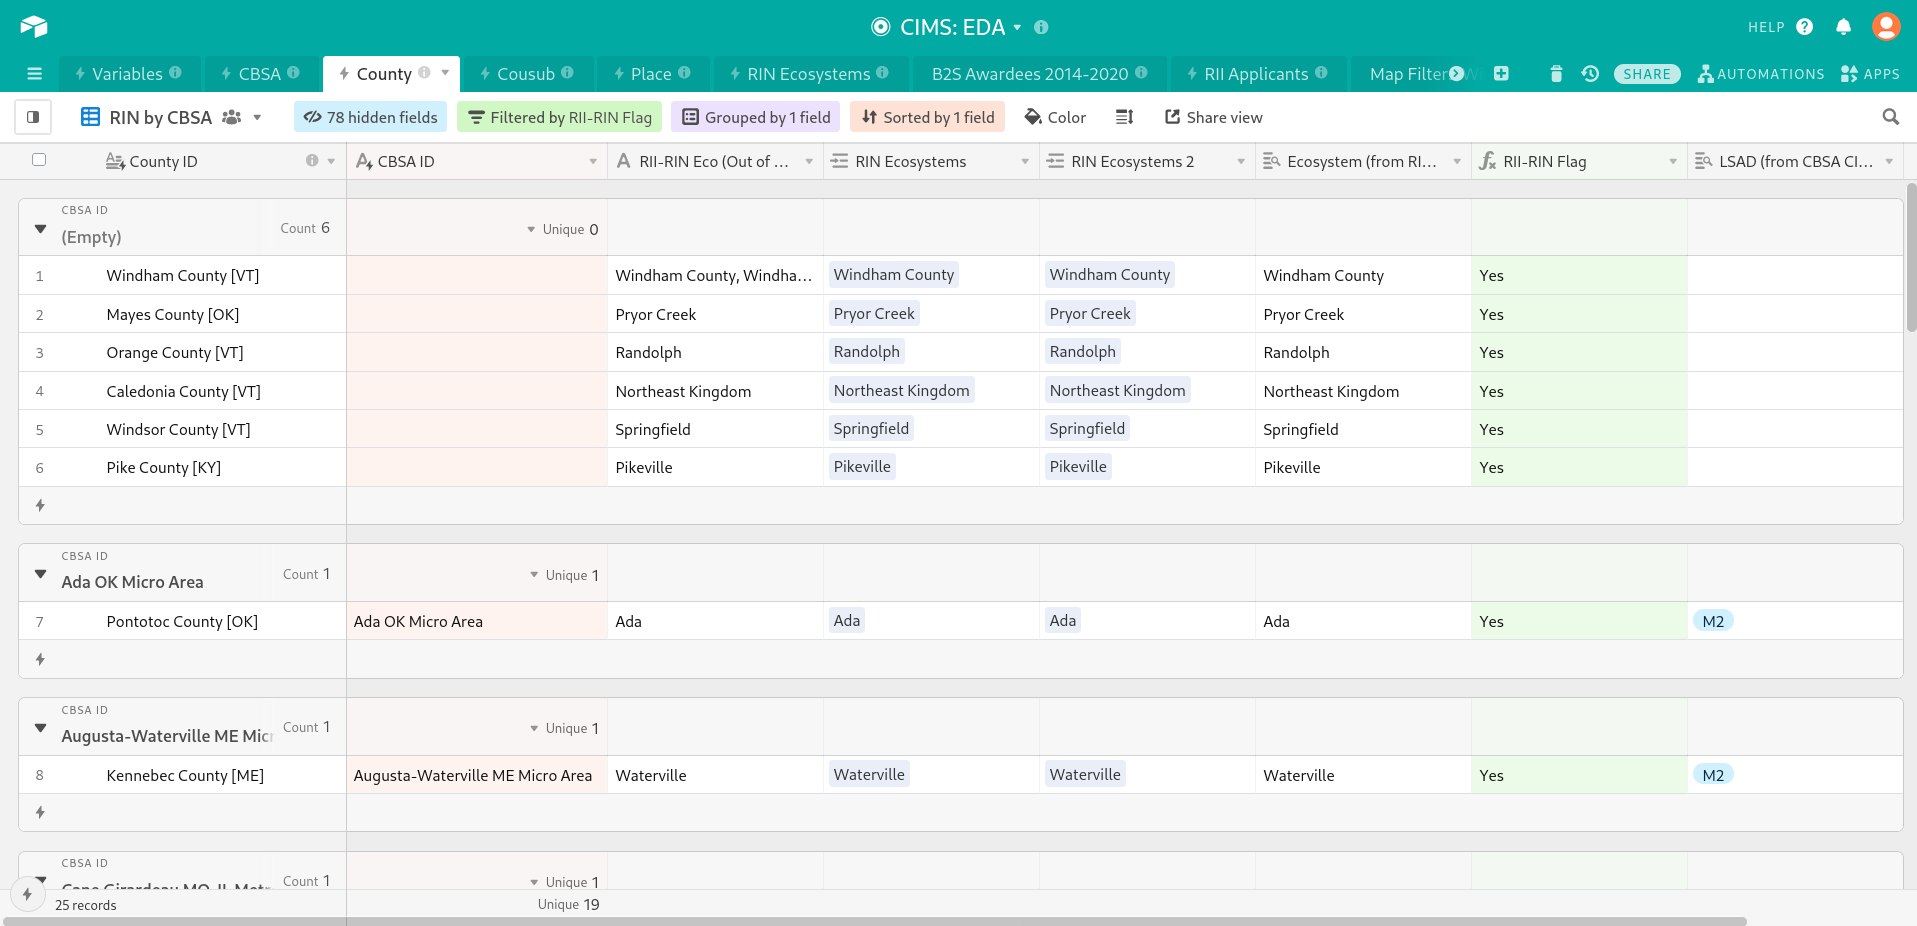 CIMS: EDA
HELP
Variables CBSA County Cousub Place RIN Ecosystems B2S Awardees 2014-2020 RII Applicants Map Filter SHARE AUTOMATIONS APPS
RIN by CBSA 78 hidden fields Filtered by RII-RIN Flag Grouped by 1 field Sorted by 1 field Color Share view
County ID CBSA ID RII-RIN Eco (Out of ... RIN Ecosystems RIN Ecosystems 2 Ecosystem (from RI... RII-RIN Flag LSAD (from CBSA CI...
CBSA ID
(Empty) Count 6 Unique 0
1 Windham County [VT] Windham County, Windha... Windham County Windham County Windham County Yes
2 Mayes County [OK] Pryor Creek Pryor Creek Pryor Creek Pryor Creek Yes
3 Orange County [VT] Randolph Randolph Randolph Randolph Yes
4 Caledonia County [VT] Northeast Kingdom Northeast Kingdom Northeast Kingdom Northeast Kingdom Yes
5 Windsor County [VT] Springfield Springfield Springfield Springfield Yes
6 Pike County [KY] Pikeville Pikeville Pikeville Pikeville Yes
CBSA ID
Ada OK Micro Area Count 1 Unique 1
7 Pontotoc County [OK] Ada OK Micro Area Ada Ada Ada Ada Yes M2
CBSA ID
Augusta-Waterville ME Micr Count 1 Unique 1
8 Kennebec County [ME] Augusta-Waterville ME Micro Area Waterville Waterville Waterville Waterville Yes M2
CBSA ID
Cape Girardeau MO-IL Metr Count 1 Unique 1
25 records Unique 19